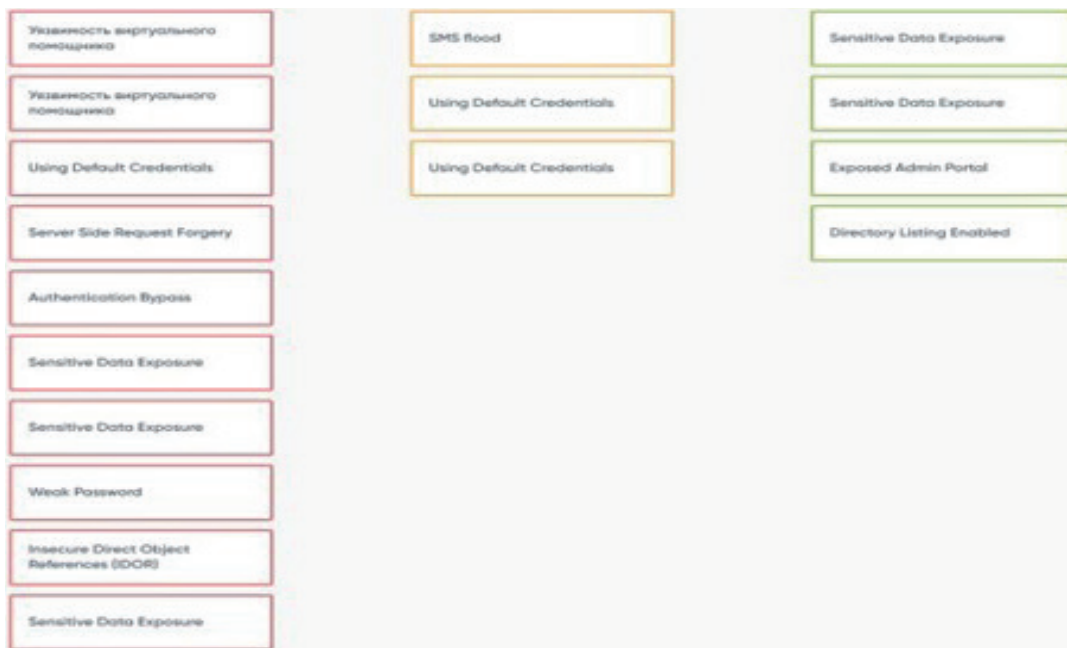 Уязвимость виртуального
помощника
Уязвимость виртуального
помощника
Using Default Credentials
Server Side Request Forgery
Authentication Bypass
Sensitive Data Exposure
Sensitive Data Exposure
Weak Password
Insecure Direct Object
References (IDOR)
Sensitive Data Exposure
SMS flood
Using Default Credentials
Using Default Credentials
Sensitive Data Exposure
Sensitive Data Exposure
Exposed Admin Portal
Directory Listing Enabled